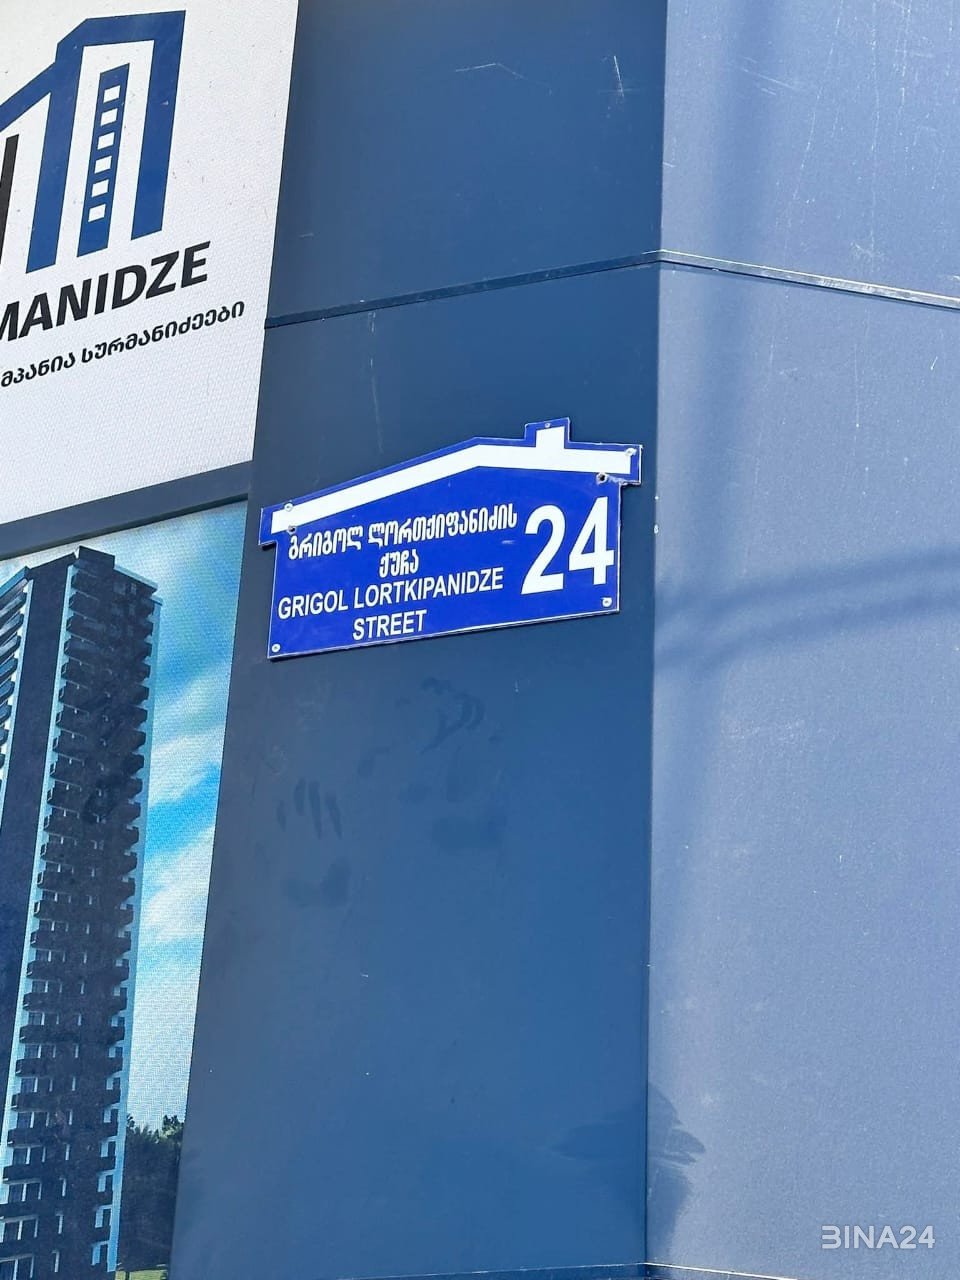 MANIDZE
მპანია სურმანიძეები
გრიგოლ ლორთქიფანიძის
ქუჩა
GRIGOL LORTKIPANIDZE
STREET
24
BINA24